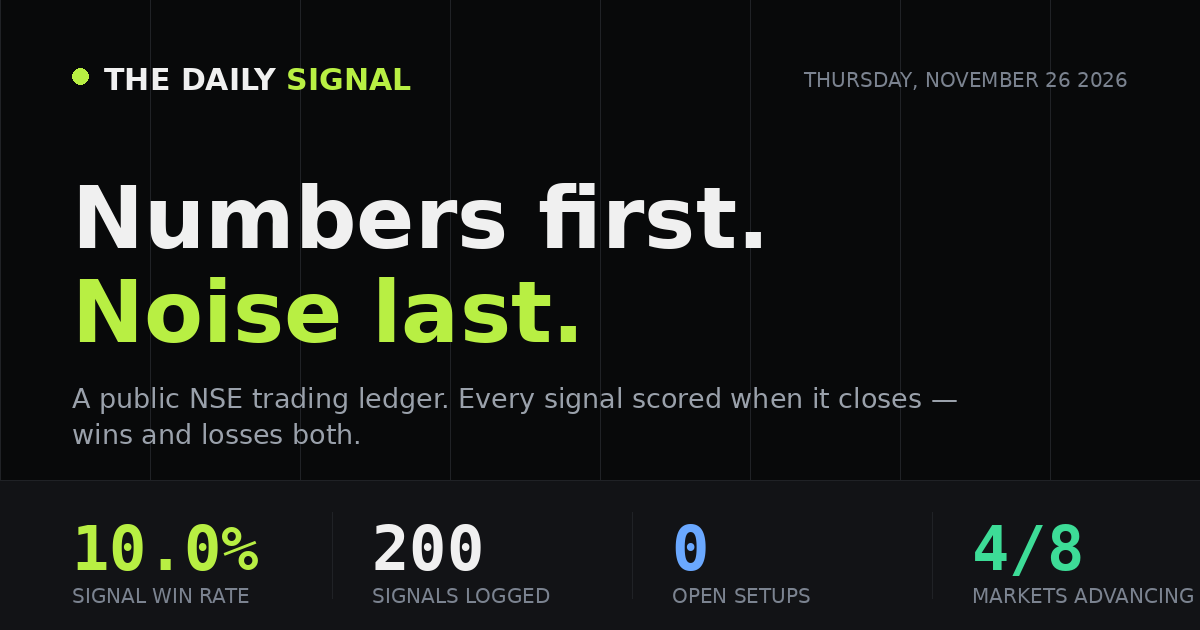 THE DAILY SIGNAL
THURSDAY, NOVEMBER 26 2026
Numbers first.
Noise last.
A public NSE trading ledger. Every signal scored when it closes —
wins and losses both.
10.0%
SIGNAL WIN RATE
200
SIGNALS LOGGED
0
OPEN SETUPS
4/8
MARKETS ADVANCING